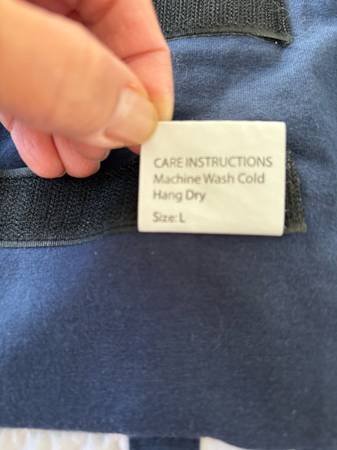 CARE INSTRUCTIONS
Machine Wash Cold
Hang Dry
Size: L